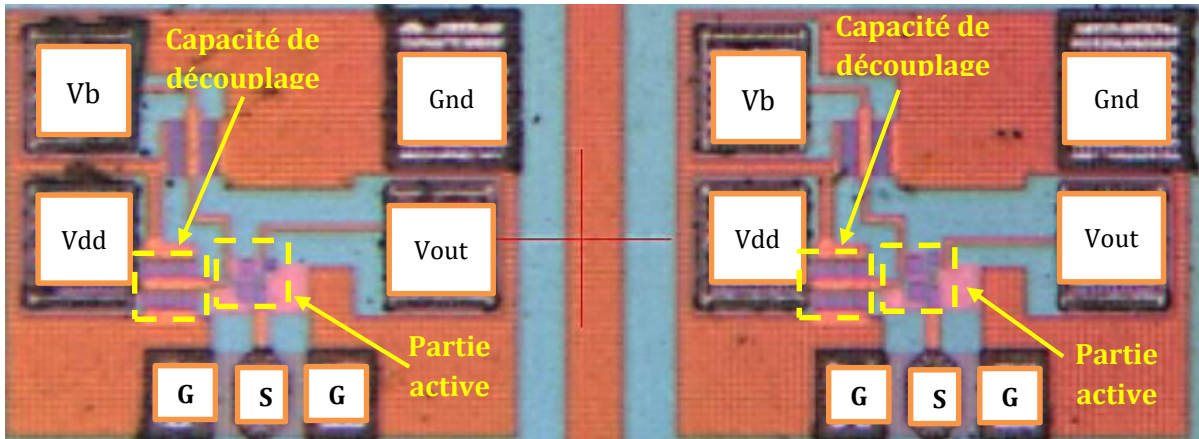 Capacité de
découplage
Vb
Gnd
Vdd
Vout
Partie
active
G
S
G
Capacité de
découplage
Vb
Gnd
Vdd
Vout
Partie
active
G
S
G